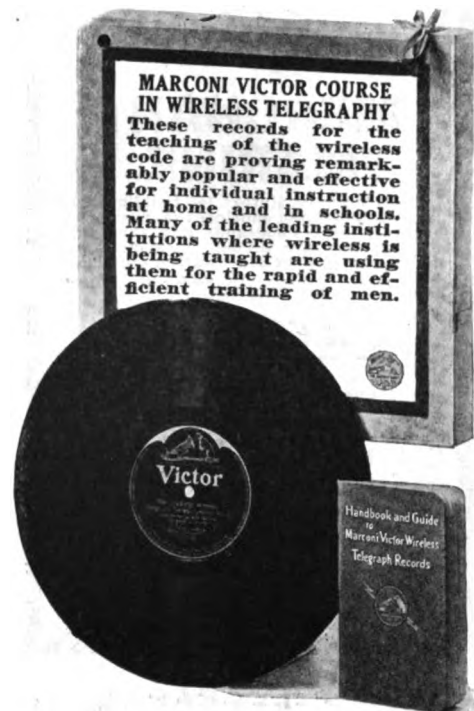 MARCONI VICTOR COURSE
IN WIRELESS TELEGRAPHY
These records for the
teaching of the wireless
code are proving remark-
ably popular and effective
for individual instruction
at home and in schools.
Many of the leading insti-
tutions where wireless is
being taught are using
them for the rapid and ef-
ficient training of men.
Victor
Handbook and Guide
to
Marconi Victor Wireless
Telegraph Records